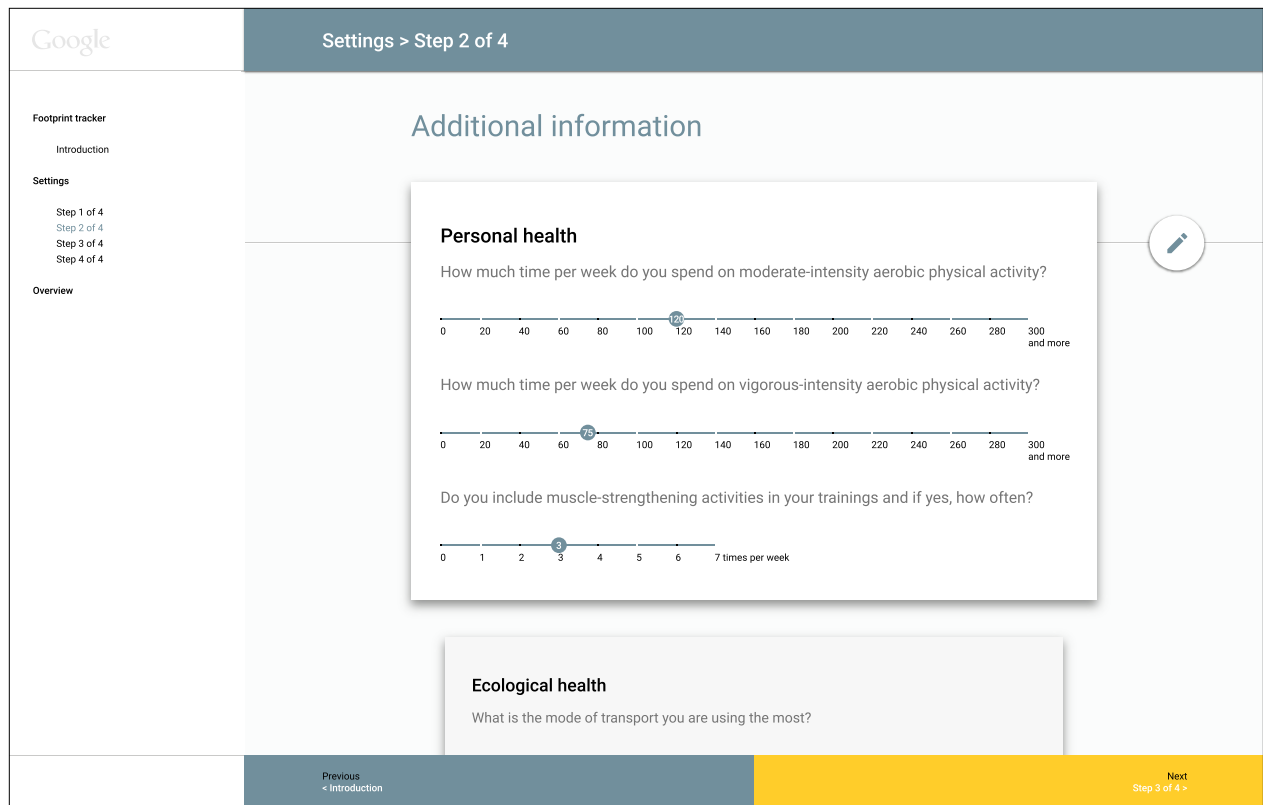 Google
Settings > Step 2 of 4
Footprint tracker
Introduction
Settings
Step 1 of 4
Step 2 of 4
Step 3 of 4
Step 4 of 4
Overview
Additional information
Personal health
How much time per week do you spend on moderate-intensity aerobic physical activity?
120
0 20 40 60 80 100 120 140 160 180 200 220 240 260 280 300
and more
How much time per week do you spend on vigorous-intensity aerobic physical activity?
75
0 20 40 60 80 100 120 140 160 180 200 220 240 260 280 300
and more
Do you include muscle-strengthening activities in your trainings and if yes, how often?
3
0 1 2 3 4 5 6 7 times per week
Ecological health
What is the mode of transport you are using the most?
Previous
< Introduction
Next
Step 3 of 4 >